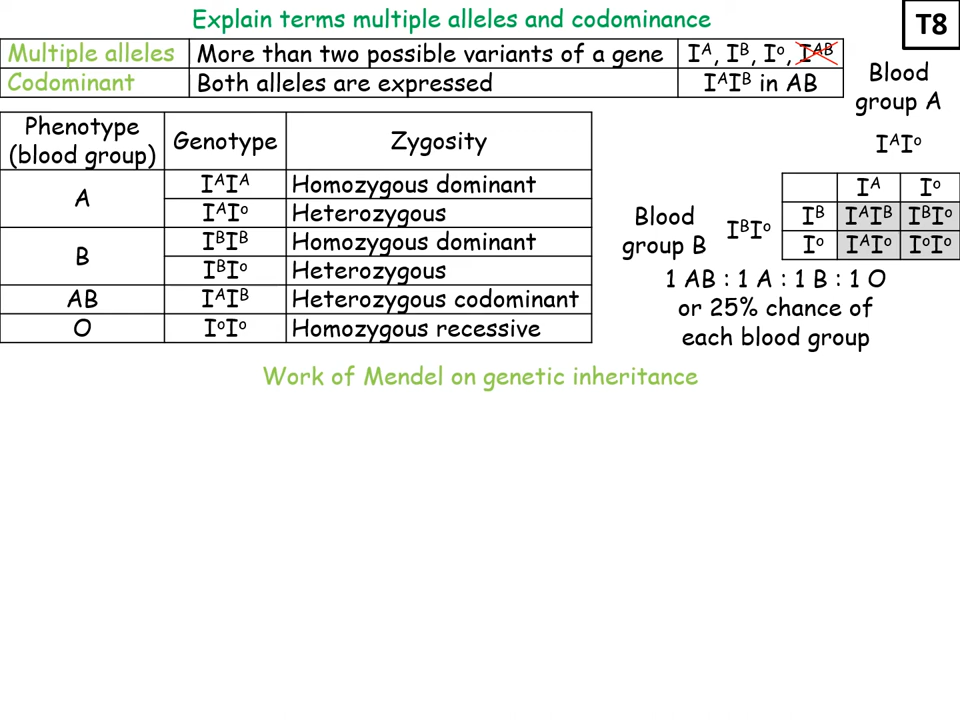 Explain terms multiple alleles and codominance
T8
Multiple alleles More than two possible variants of a gene Iᴬ, Iᴮ, Iᵒ, Iᴬᴮ
Codominant Both alleles are expressed IᴬIᴮ in AB
Phenotype (blood group) Genotype Zygosity
A IᴬIᴬ Homozygous dominant
IᴬIᵒ Heterozygous
B IᴮIᴮ Homozygous dominant
IᴮIᵒ Heterozygous
AB IᴬIᴮ Heterozygous codominant
O IᵒIᵒ Homozygous recessive
Blood
group A
IᴬIᵒ
Iᴬ Iᵒ
Blood
group B
IᴮIᵒ
Iᴮ IᴬIᴮ IᴮIᵒ
Iᵒ IᴬIᵒ IᵒIᵒ
1 AB : 1 A : 1 B : 1 O
or 25% chance of
each blood group
Work of Mendel on genetic inheritance